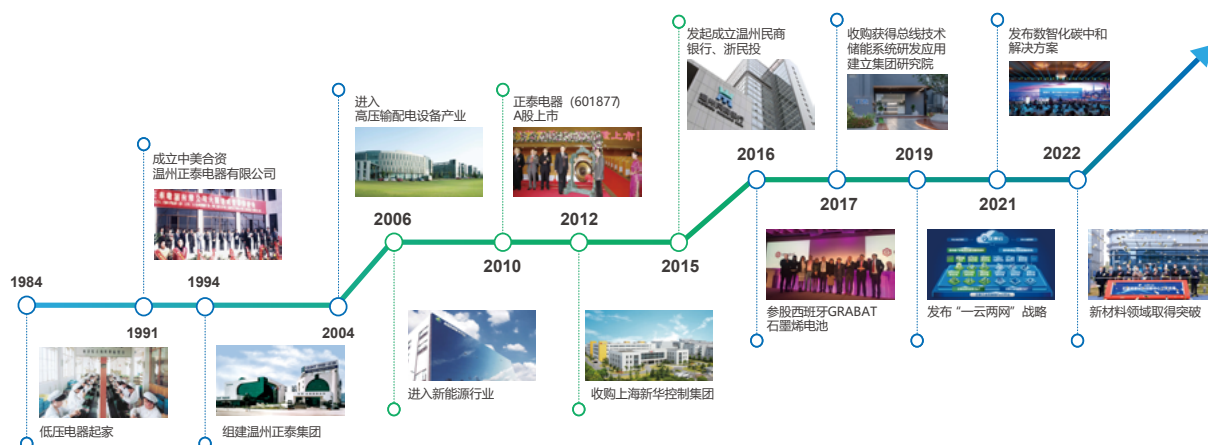 发起成立温州民商
银行、浙民投
收购获得总线技术
储能系统研发应用
建立集团研究院
发布数智化碳中和
解决方案
进入
高压输配电设备产业
正泰电器（601877）
A股上市
成立中美合资
温州正泰电器有限公司
2016
2019
2022
2017
2021
2006
2012
2010
2015
1984
1994
1991
2004
参股西班牙GRABAT
石墨烯电池
发布“一云两网”战略
新材料领域取得突破
进入新能源行业
收购上海新华控制集团
低压电器起家
组建温州正泰集团